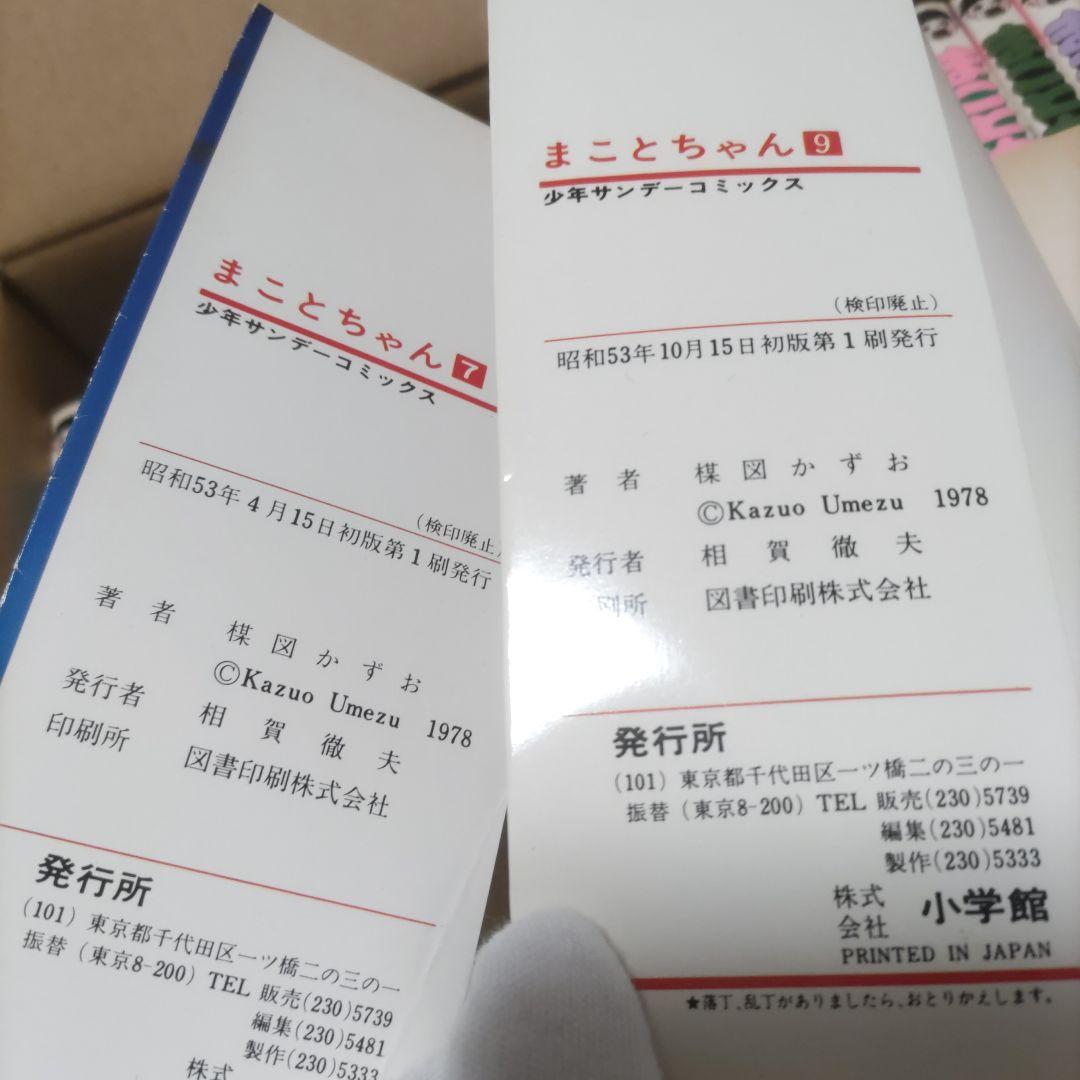 まことちゃん7
少年サンデーコミックス
(検印廃止)
昭和53年4月15日初版第1刷発行
著者 楳図かずお
©Kazuo Umezu 1978
発行者 相賀徹夫
印刷所 図書印刷株式会社
発行所
(101) 東京都千代田区一ツ橋二の三の一
振替 (東京8-200) TEL 販売(230)5739
編集(230)5481
製作(230)5333
株式
まことちゃん9
少年サンデーコミックス
(検印廃止)
昭和53年10月15日初版第1刷発行
著者 楳図かずお
©Kazuo Umezu 1978
発行者 相賀徹夫
刷所 図書印刷株式会社
発行所
(101) 東京都千代田区一ツ橋二の三の一
振替 (東京8-200) TEL 販売(230)5739
編集(230)5481
製作(230)5333
株式会社 小学館
PRINTED IN JAPAN
★落丁、乱丁がありましたら、おとりかえします。